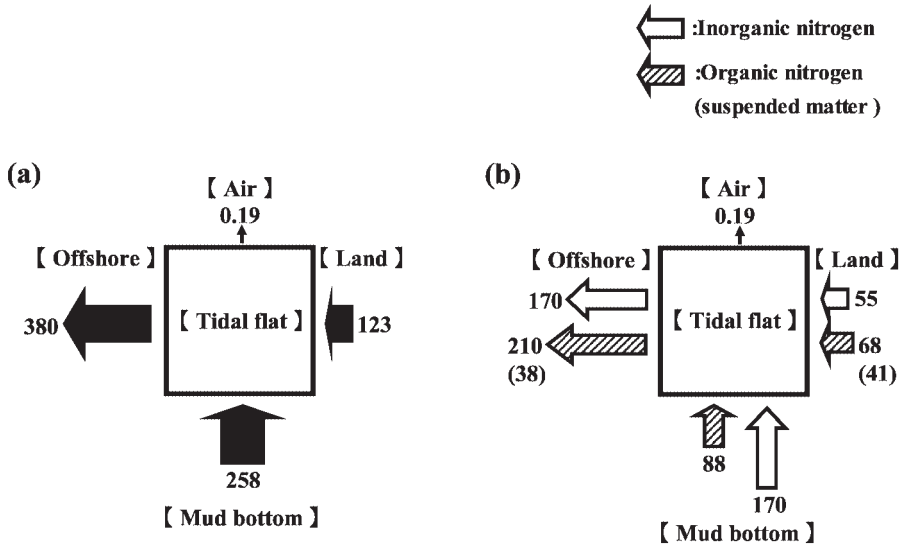 :Inorganic nitrogen
:Organic nitrogen
(suspended matter )
(a)
【 Air 】
0.19
【 Offshore 】
【 Land 】
380
【 Tidal flat 】
123
258
【 Mud bottom 】
(b)
【 Air 】
0.19
【 Offshore 】
【 Land 】
170
55
【 Tidal flat 】
210
(38)
68
(41)
88
170
【 Mud bottom 】